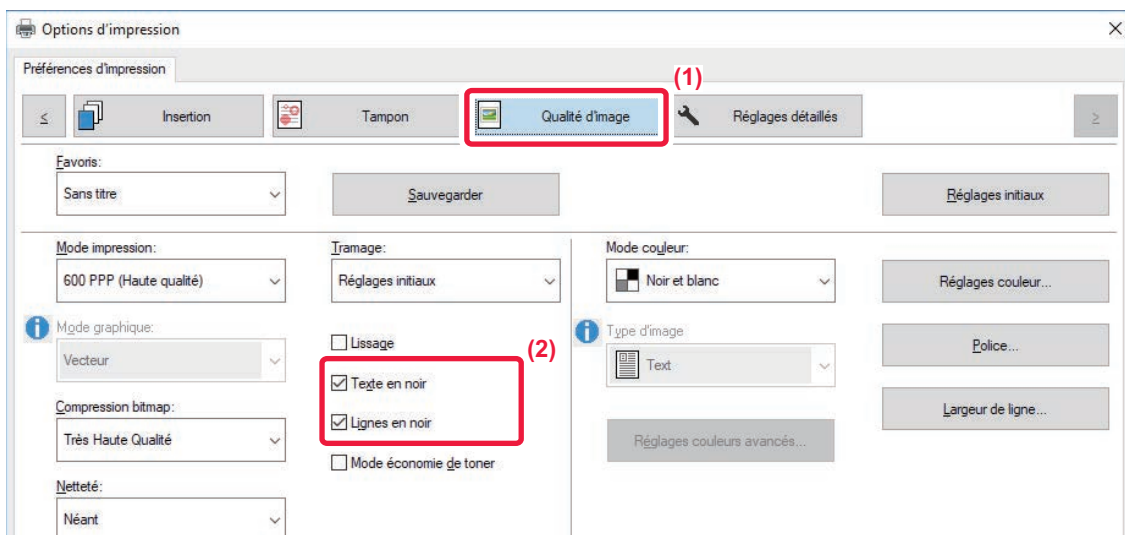 Options d'impression
Préférences d'impression
(1)
<
Insertion
Tampon
Qualité d'image
Réglages détaillés
>
Favoris:
Sans titre
Sauvegarder
Réglages initiaux
Mode impression:
Tramage:
Mode couleur:
600 PPP (Haute qualité)
Réglages initiaux
Noir et blanc
Réglages couleur...
Mode graphique:
Type d'image
Vecteur
Lissage
(2)
Text
Police...
Texte en noir
Compression bitmap:
Lignes en noir
Largeur de ligne...
Très Haute Qualité
Réglages couleurs avancés...
Mode économie de toner
Netteté:
Néant